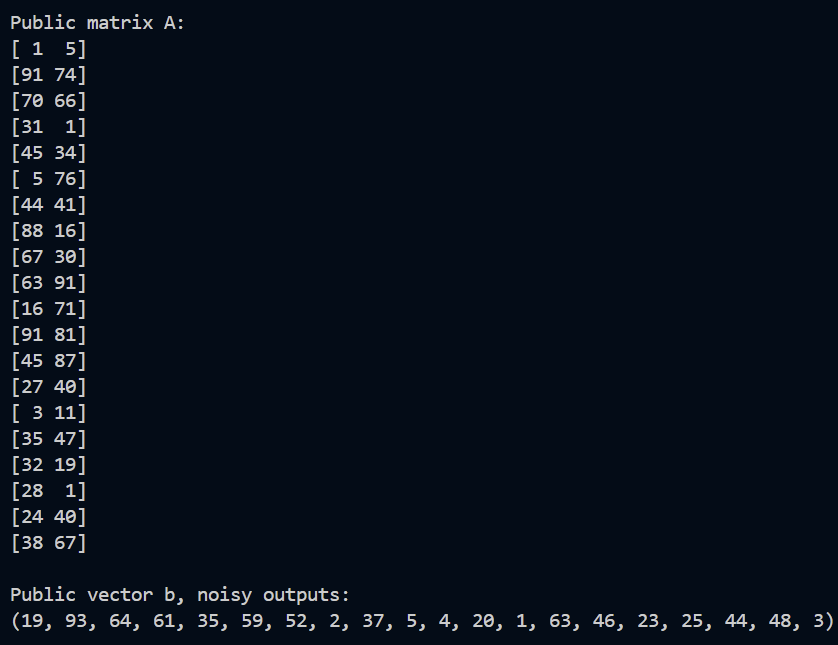 Public matrix A:
[ 1  5]
[91 74]
[70 66]
[31  1]
[45 34]
[ 5 76]
[44 41]
[88 16]
[67 30]
[63 91]
[16 71]
[91 81]
[45 87]
[27 40]
[ 3 11]
[35 47]
[32 19]
[28  1]
[24 40]
[38 67]
Public vector b, noisy outputs:
(19, 93, 64, 61, 35, 59, 52, 2, 37, 5, 4, 20, 1, 63, 46, 23, 25, 44, 48, 3)